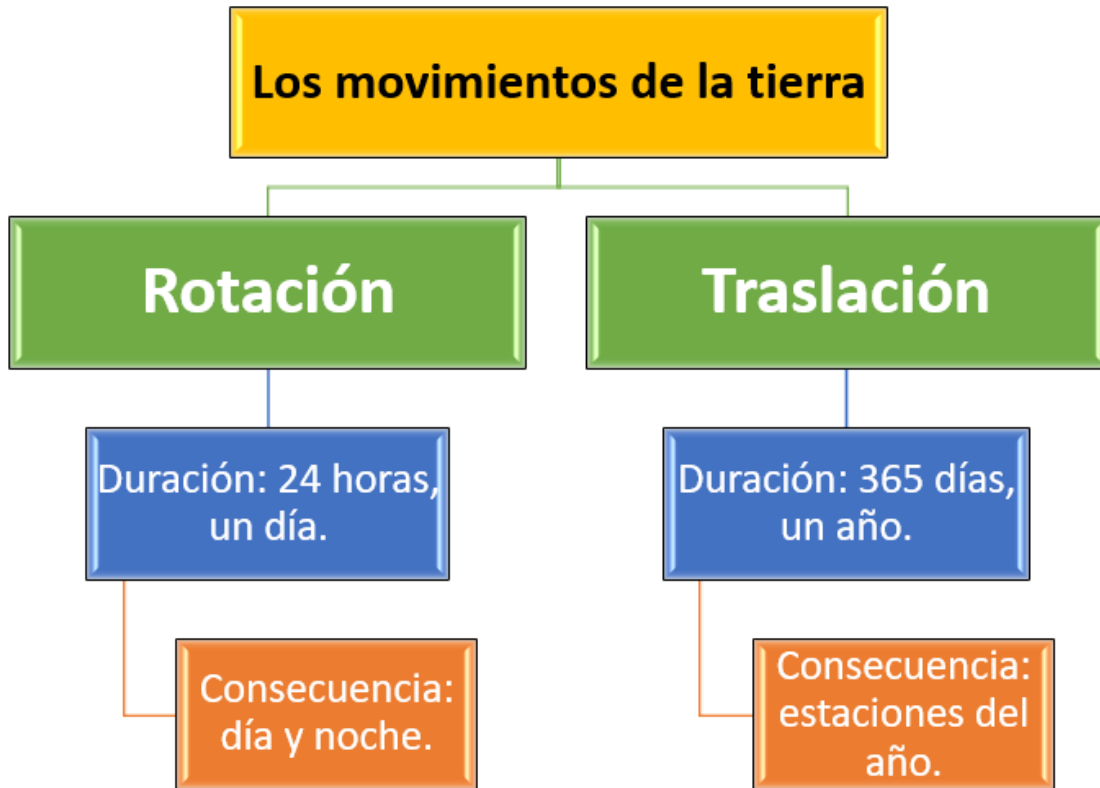 Los movimientos de la tierra
Rotación
Traslación
Duración: 24 horas,
un día.
Duración: 365 días,
un año.
Consecuencia:
día y noche.
Consecuencia:
estaciones del
año.